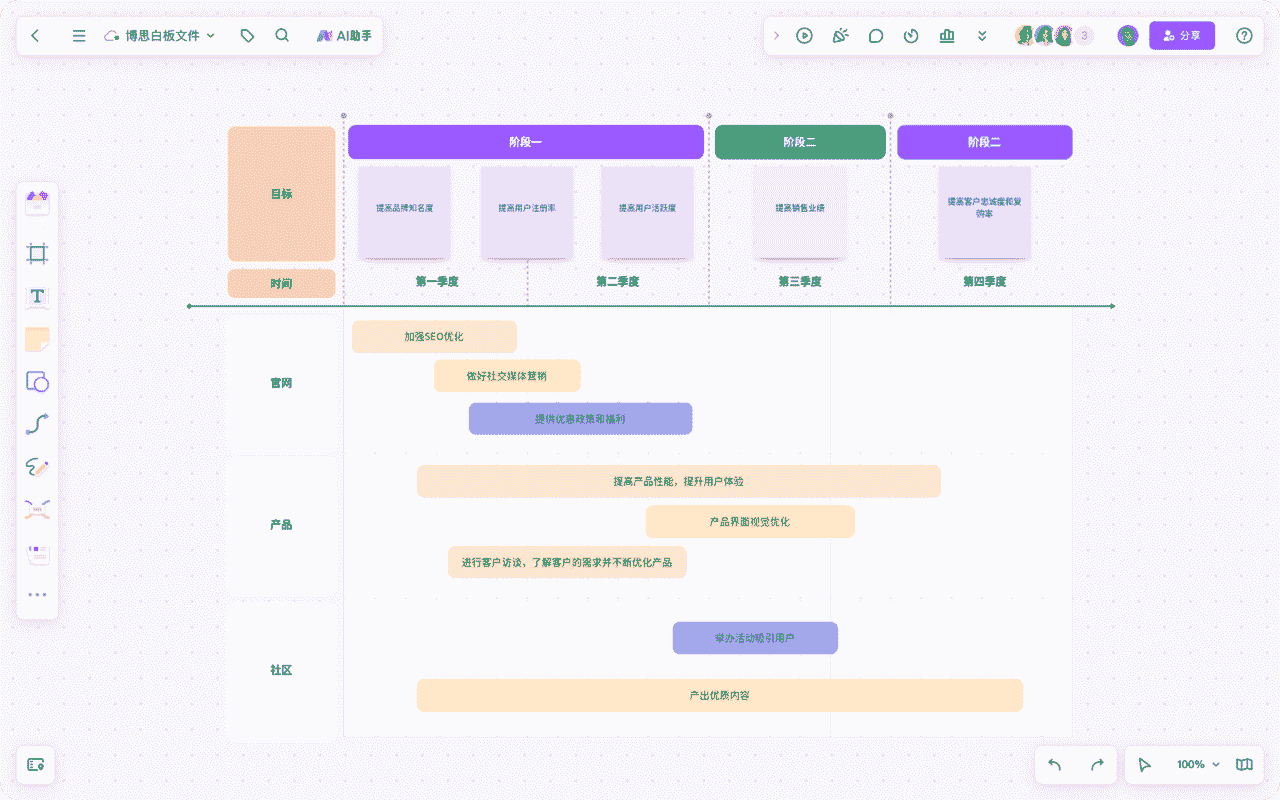 博思白板文件
AI助手
3
分享
目标
阶段一
阶段二
阶段二
提高品牌知名度
提高用户注册率
提高用户活跃度
提高销售业绩
提高客户忠诚度和复
购率
时间
第一季度
第二季度
第三季度
第四季度
官网
加强SEO优化
做好社交媒体营销
提供优惠政策和福利
产品
提高产品性能，提升用户体验
产品界面视觉优化
进行客户访谈，了解客户的需求并不断优化产品
社区
举办活动吸引用户
产出优质内容
100%